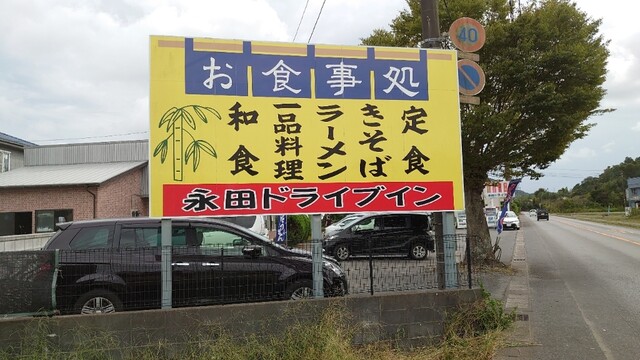 お食事処
定食
きそば
ラーメン
一品料理
和食
永田ドライブイン
40